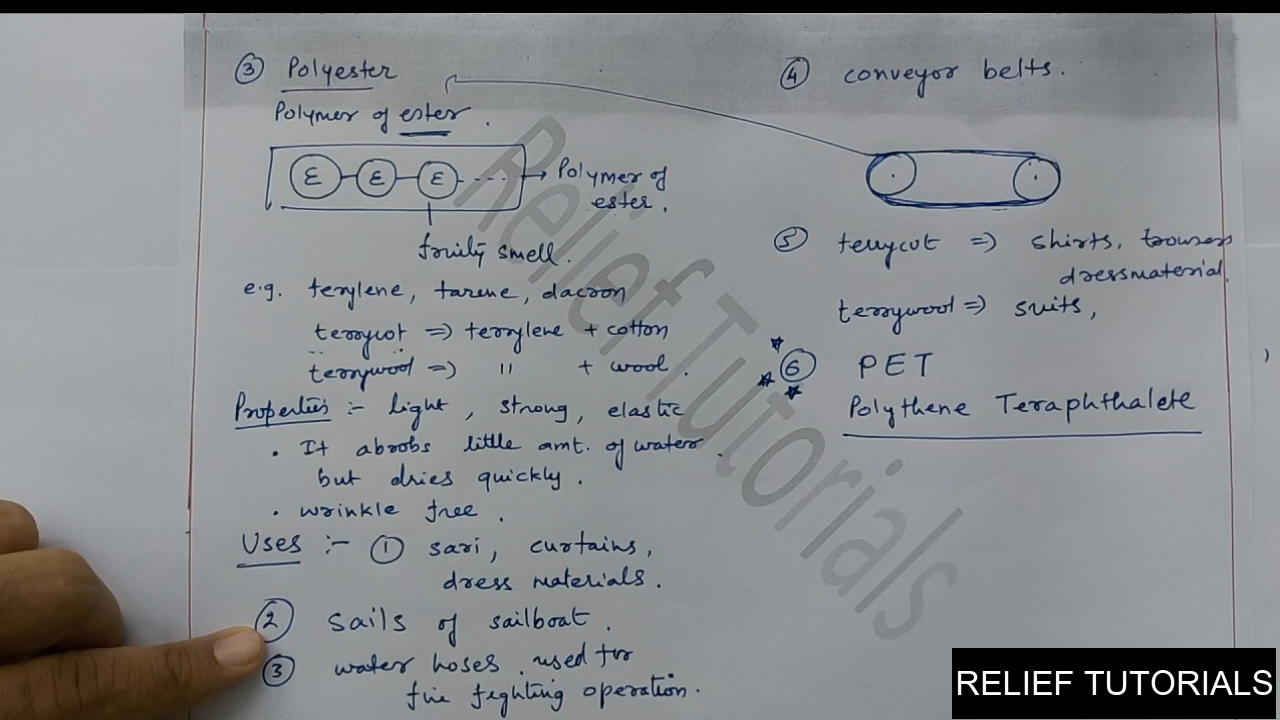 ③ Polyester
Polymer of ester.
E E E ---- → Polymer of
ester.
fruity smell.
e.g. terylene, tarene, dacron
terrycot => terrylene + cotton
terrywool => " + wool.
Properties :- light, strong, elastic
• It abrobs little amt. of water.
but dries quickly.
• wrinkle free.
Uses :- ① sari, curtains,
dress materials.
② sails of sailboat.
③ water hoses used for
fire fighting operation.
④ conveyor belts.
⑤ terrycot => shirts, trousers
dressmaterial.
terrywool => suits,
⑥ PET
Polythene Teraphthalete
Relief Tutorials
RELIEF TUTORIALS